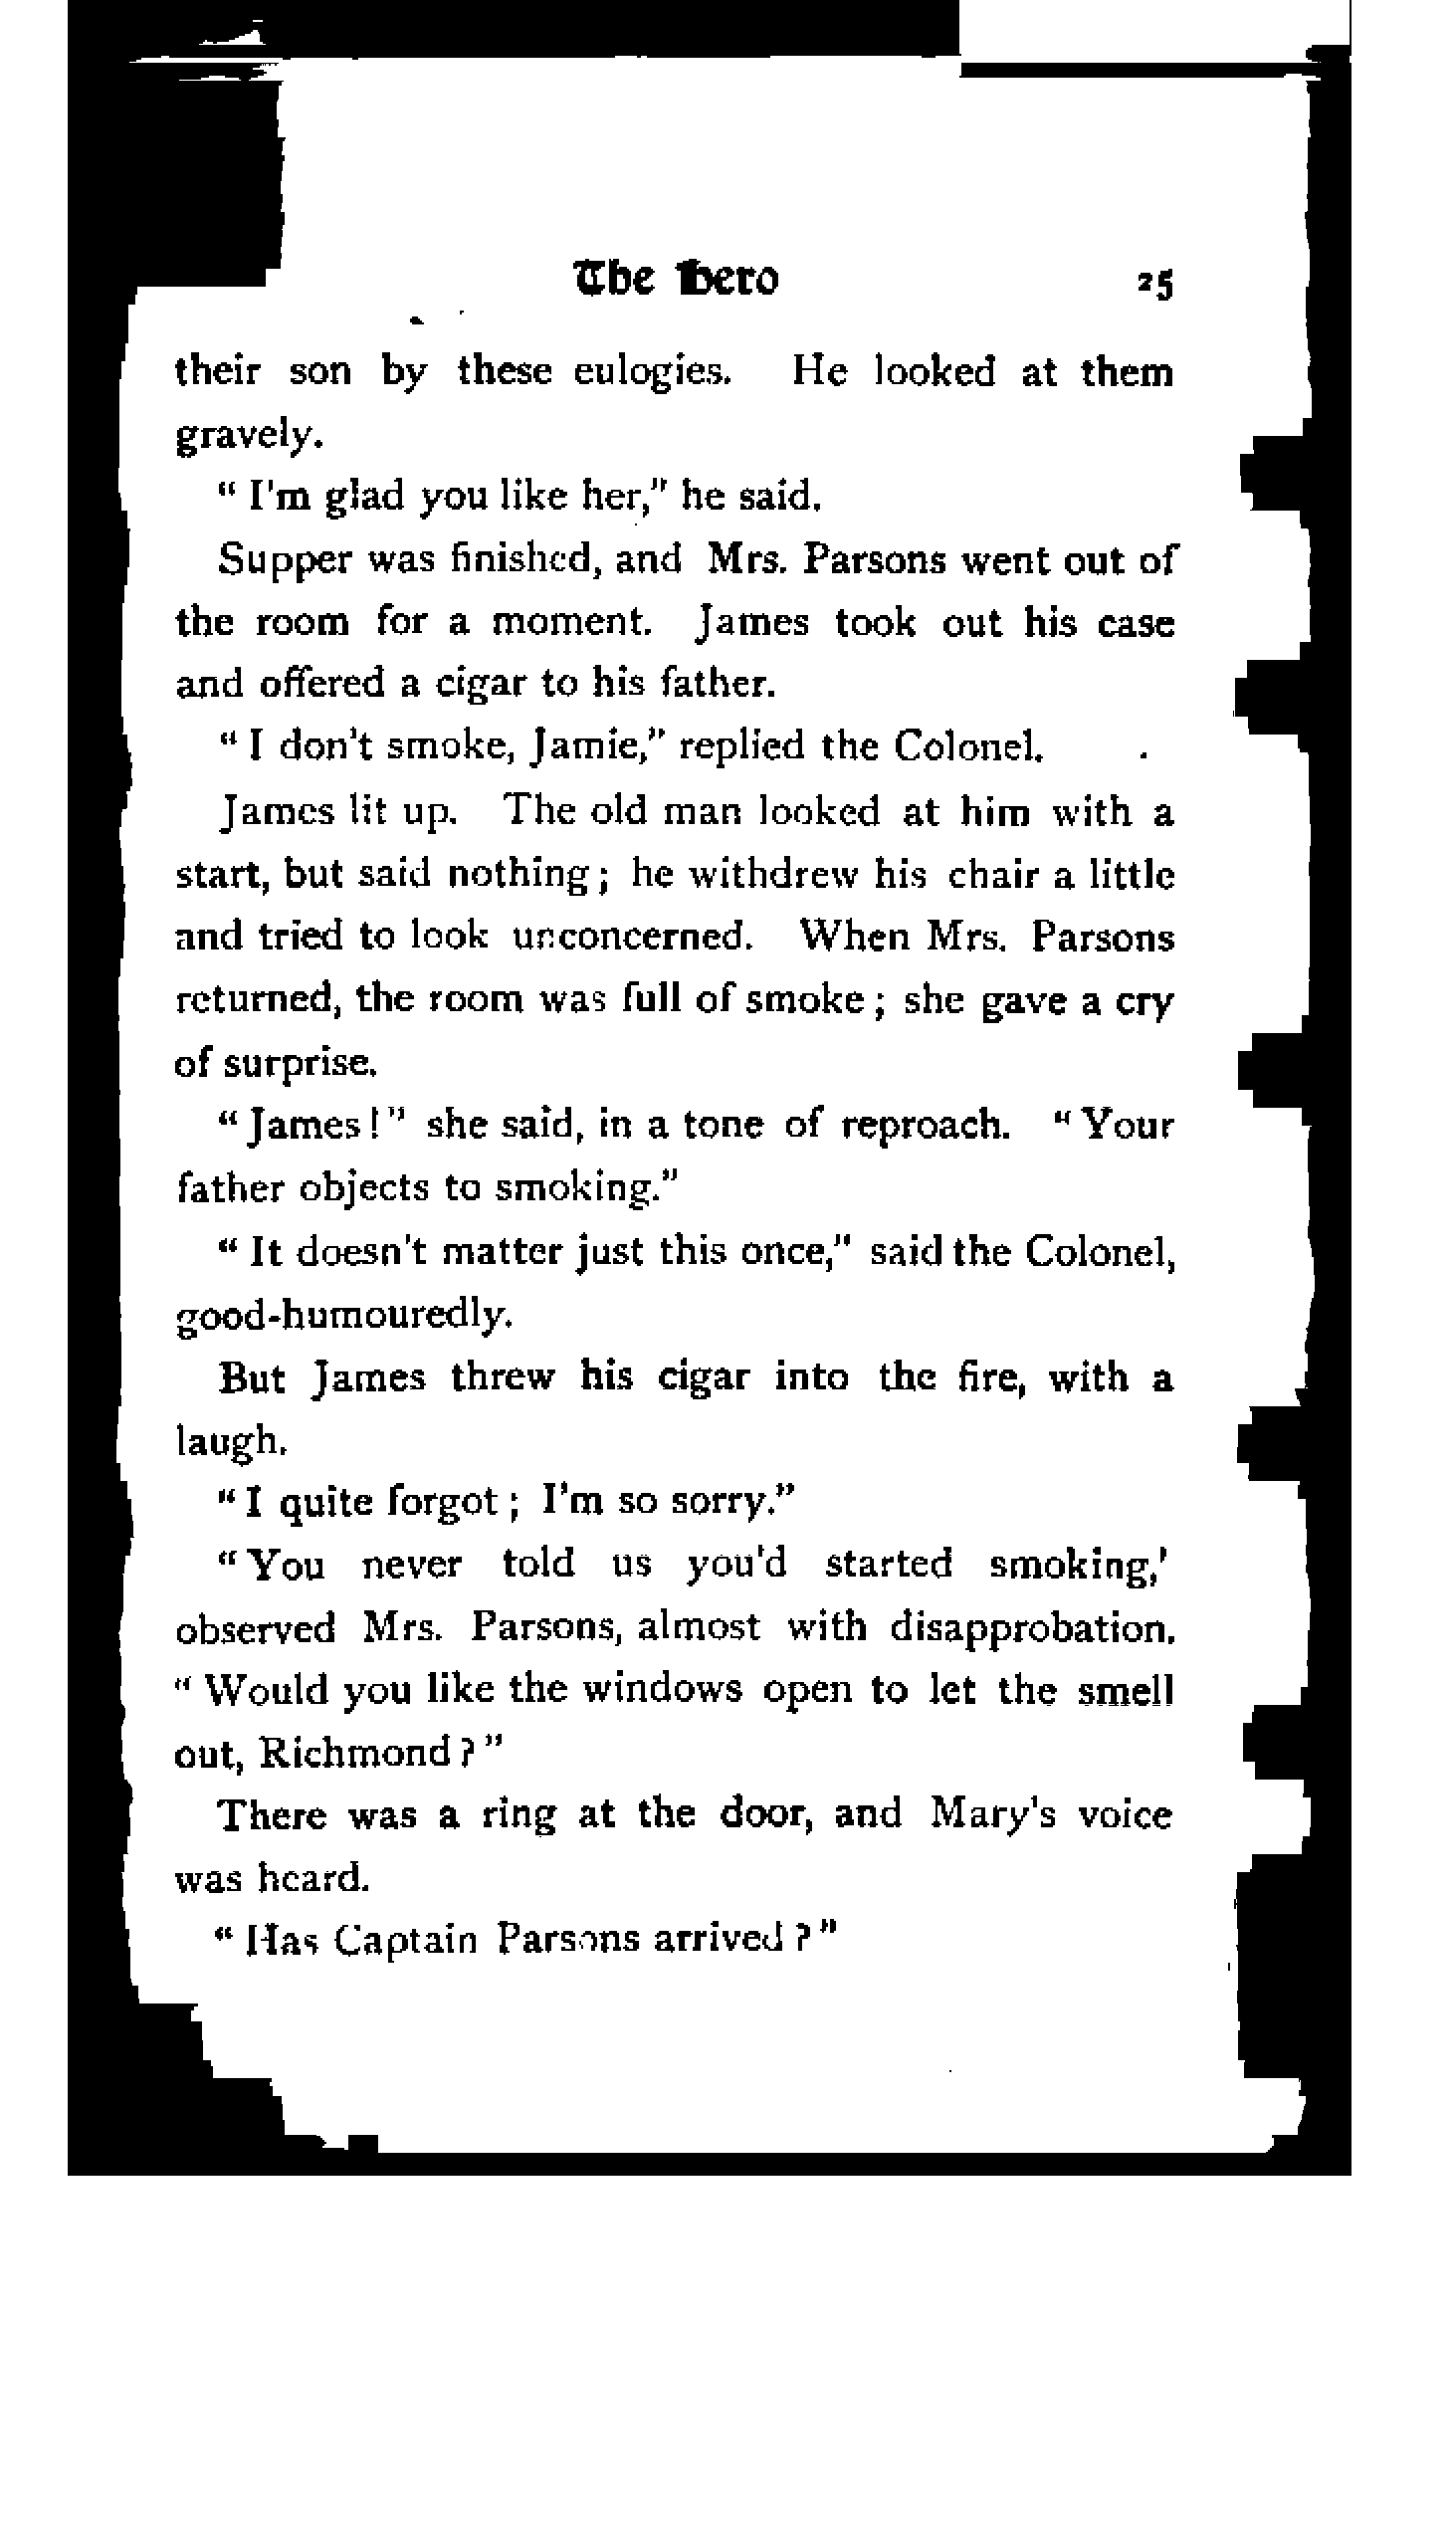 The Hero 25
their son by these eulogies. He looked at them
gravely.
" I'm glad you like her," he said.
Supper was finished, and Mrs. Parsons went out of
the room for a moment. James took out his case
and offered a cigar to his father.
" I don't smoke, Jamie," replied the Colonel.
James lit up. The old man looked at him with a
start, but said nothing; he withdrew his chair a little
and tried to look unconcerned. When Mrs. Parsons
returned, the room was full of smoke; she gave a cry
of surprise.
"James!" she said, in a tone of reproach. "Your
father objects to smoking."
" It doesn't matter just this once," said the Colonel,
good-humouredly.
But James threw his cigar into the fire, with a
laugh.
"I quite forgot; I'm so sorry."
"You never told us you'd started smoking,'
observed Mrs. Parsons, almost with disapprobation.
" Would you like the windows open to let the smell
out, Richmond?"
There was a ring at the door, and Mary's voice
was heard.
" Has Captain Parsons arrived?"